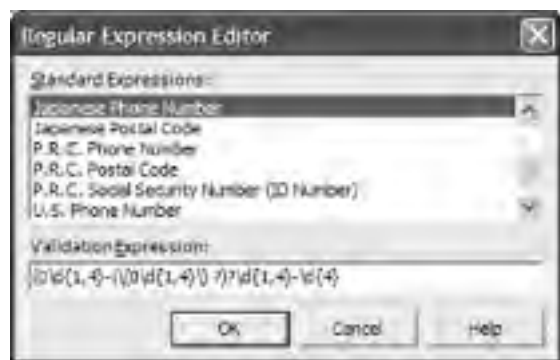 Regular Expression Editor
Standard Expressions:
Japanese Phone Number
Japanese Postal Code
P.R.C. Phone Number
P.R.C. Postal Code
P.R.C. Social Security Number (ID Number)
U.S. Phone Number
Validation Expression:
(0\d{1,4}-|\(0\d{1,4}\) ?)?\d{1,4}-\d{4}
OK Cancel Help